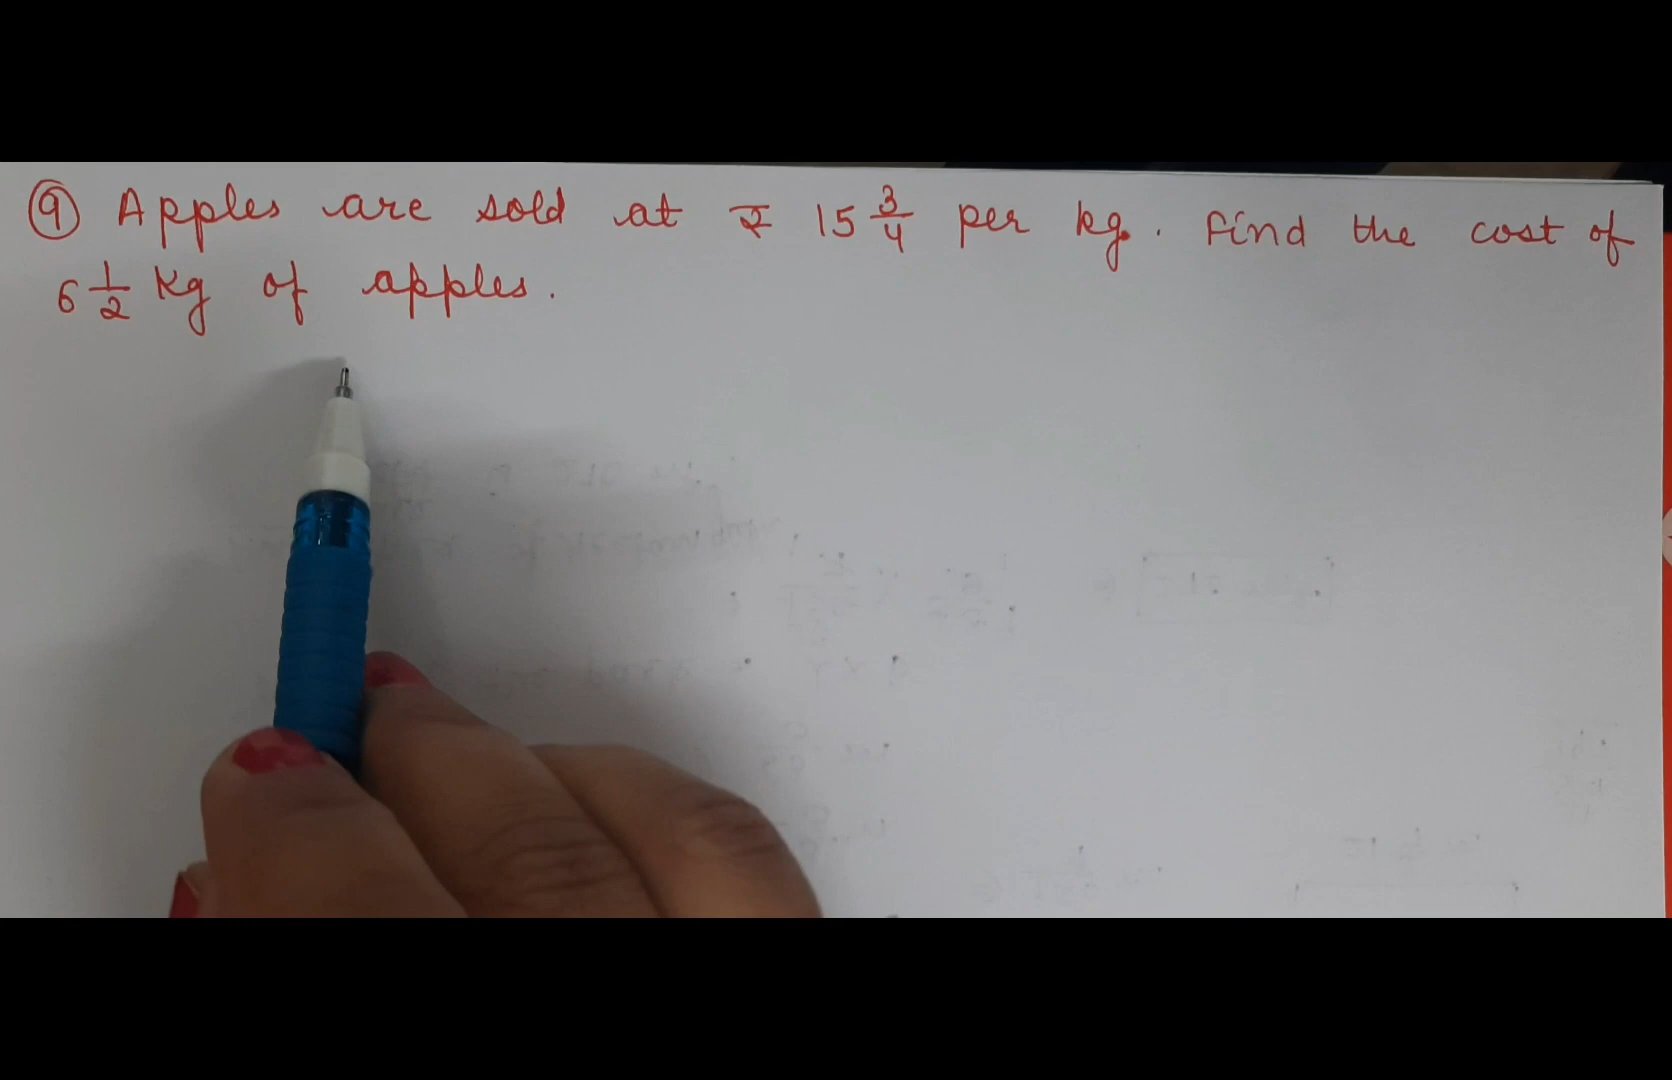 9 Apples are sold at ₹ 15 3/4 per kg. Find the cost of
6 1/2 kg of apples.